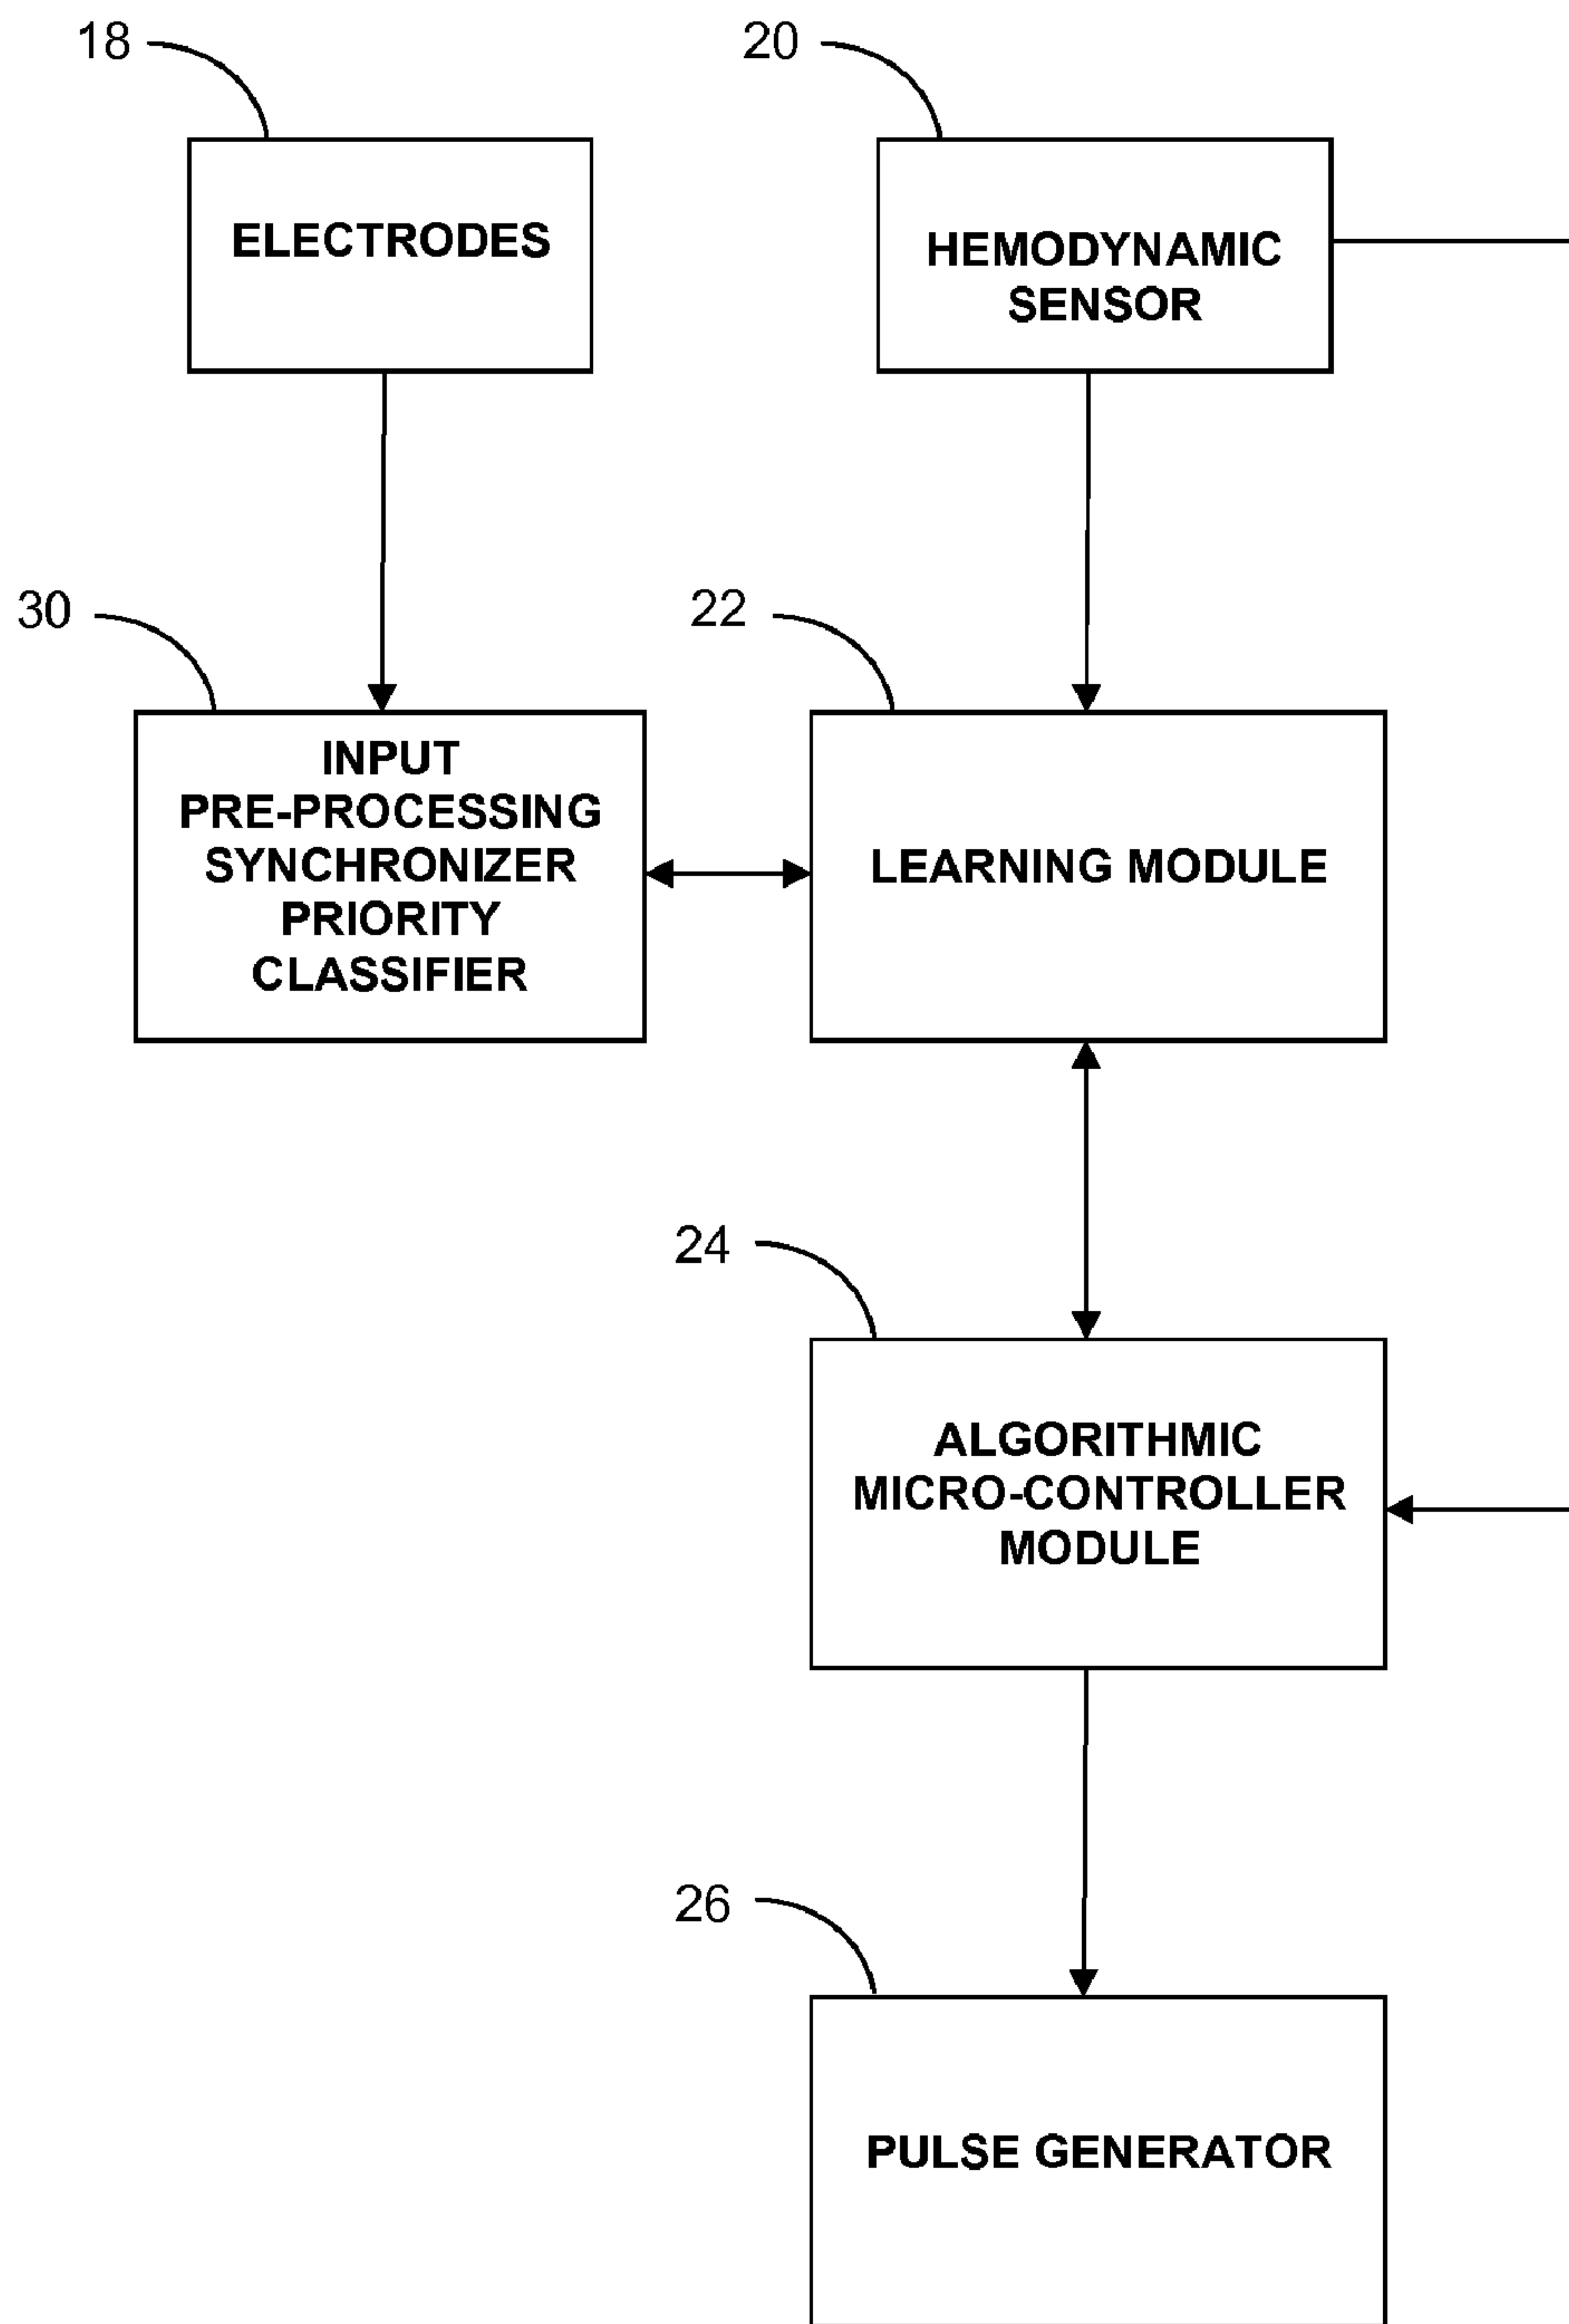 18
20
ELECTRODES
HEMODYNAMIC
SENSOR
30
22
INPUT
PRE-PROCESSING
SYNCHRONIZER
PRIORITY
CLASSIFIER
LEARNING MODULE
24
ALGORITHMIC
MICRO-CONTROLLER
MODULE
26
PULSE GENERATOR